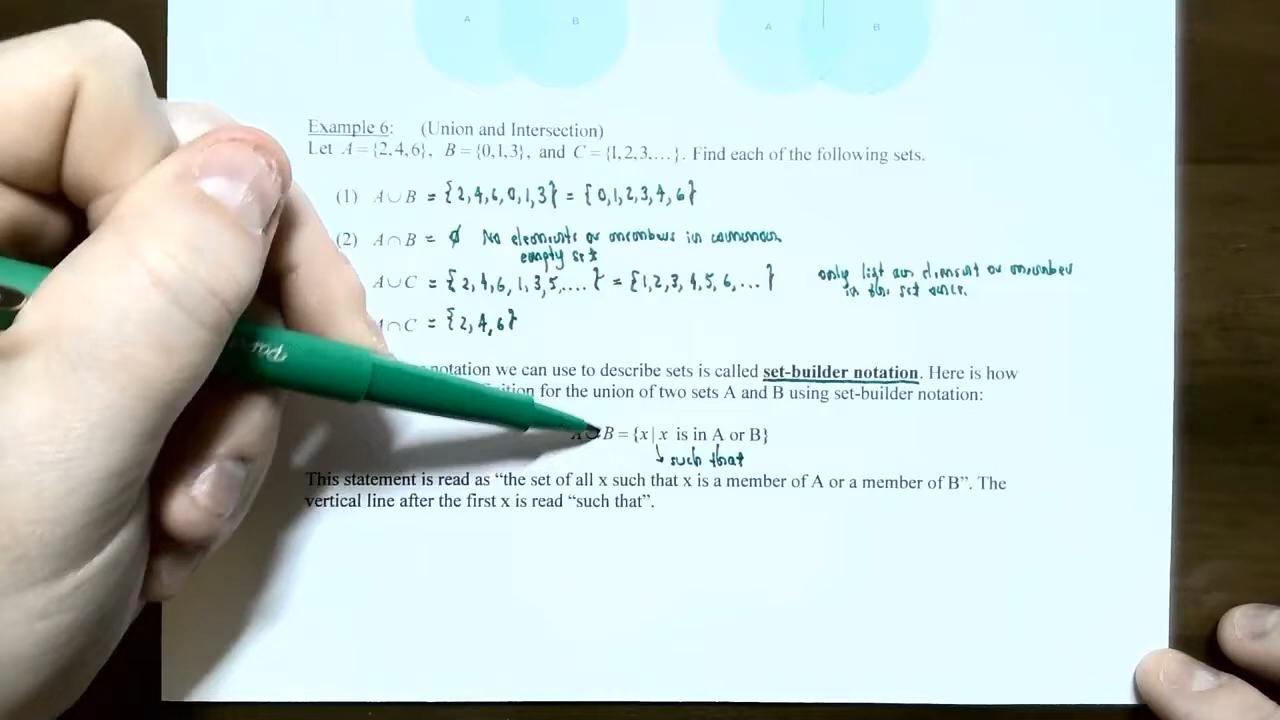 A B A B
Example 6: (Union and Intersection)
Let A = {2,4,6}, B = {0,1,3}, and C = {1,2,3,...}. Find each of the following sets.
(1) A∪B = {2,4,6,0,1,3} = {0,1,2,3,4,6}
(2) A∩B = ∅ No elements or members in common
empty set
A∪C = {2,4,6,1,3,5,....} = {1,2,3,4,5,6,...} only list an element or member
in the set once.
∩C = {2,4,6}
notation we can use to describe sets is called set-builder notation. Here is how
for the union of two sets A and B using set-builder notation:
B = {x | x is in A or B}
↳ such that
This statement is read as “the set of all x such that x is a member of A or a member of B”. The
vertical line after the first x is read “such that”.